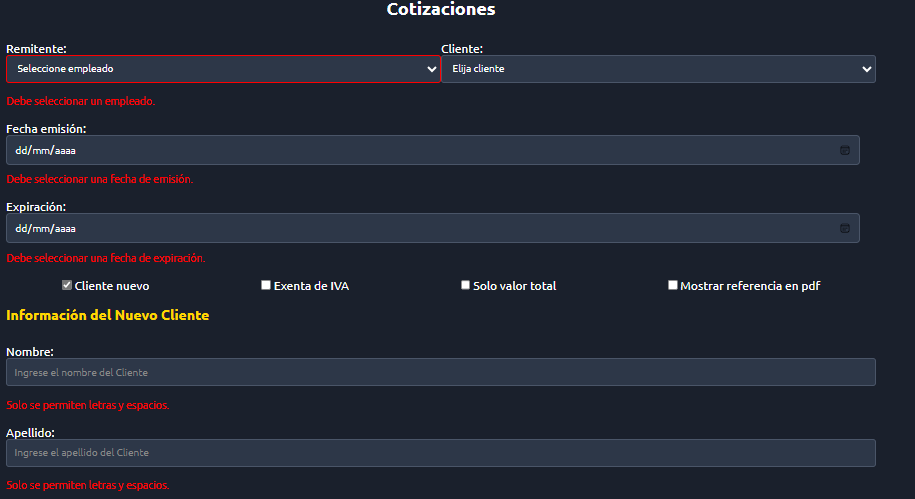 Cotizaciones
Remitente: Cliente:
Seleccione empleado Elija cliente
Debe seleccionar un empleado.
Fecha emisión:
dd/mm/aaaa
Debe seleccionar una fecha de emisión.
Expiración:
dd/mm/aaaa
Debe seleccionar una fecha de expiración.
Cliente nuevo Exenta de IVA Solo valor total Mostrar referencia en pdf
Información del Nuevo Cliente
Nombre:
Ingrese el nombre del Cliente
Solo se permiten letras y espacios.
Apellido:
Ingrese el apellido del Cliente
Solo se permiten letras y espacios.